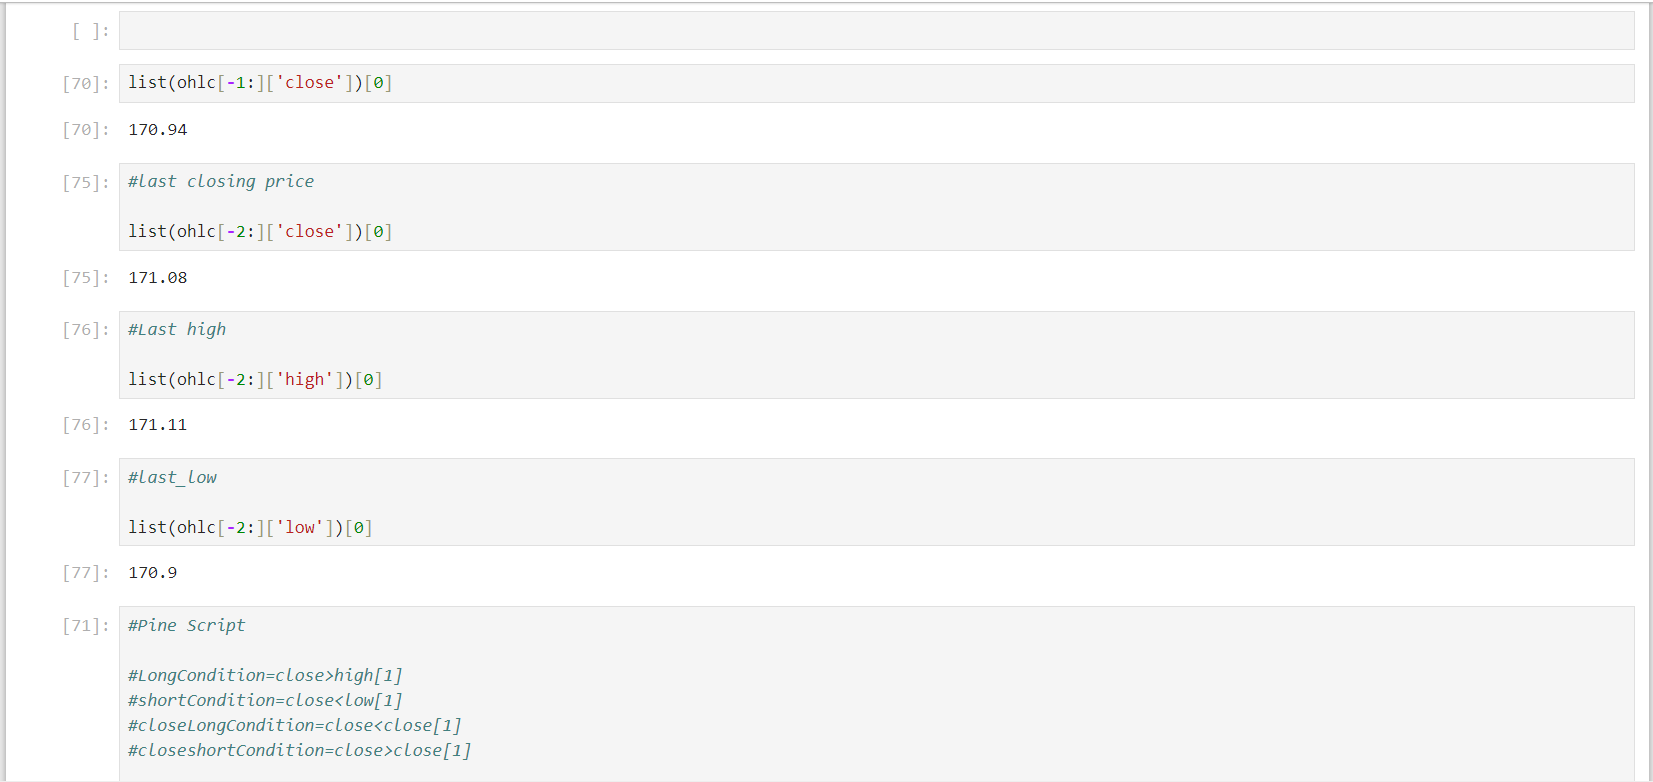 [ ]:
[70]: list(ohlc[-1:]['close'])[0]
[70]: 170.94
[75]: #last closing price
list(ohlc[-2:]['close'])[0]
[75]: 171.08
[76]: #Last high
list(ohlc[-2:]['high'])[0]
[76]: 171.11
[77]: #last_low
list(ohlc[-2:]['low'])[0]
[77]: 170.9
[71]: #Pine Script
#LongCondition=close>high[1]
#shortCondition=close<low[1]
#closeLongCondition=close<close[1]
#closeshortCondition=close>close[1]